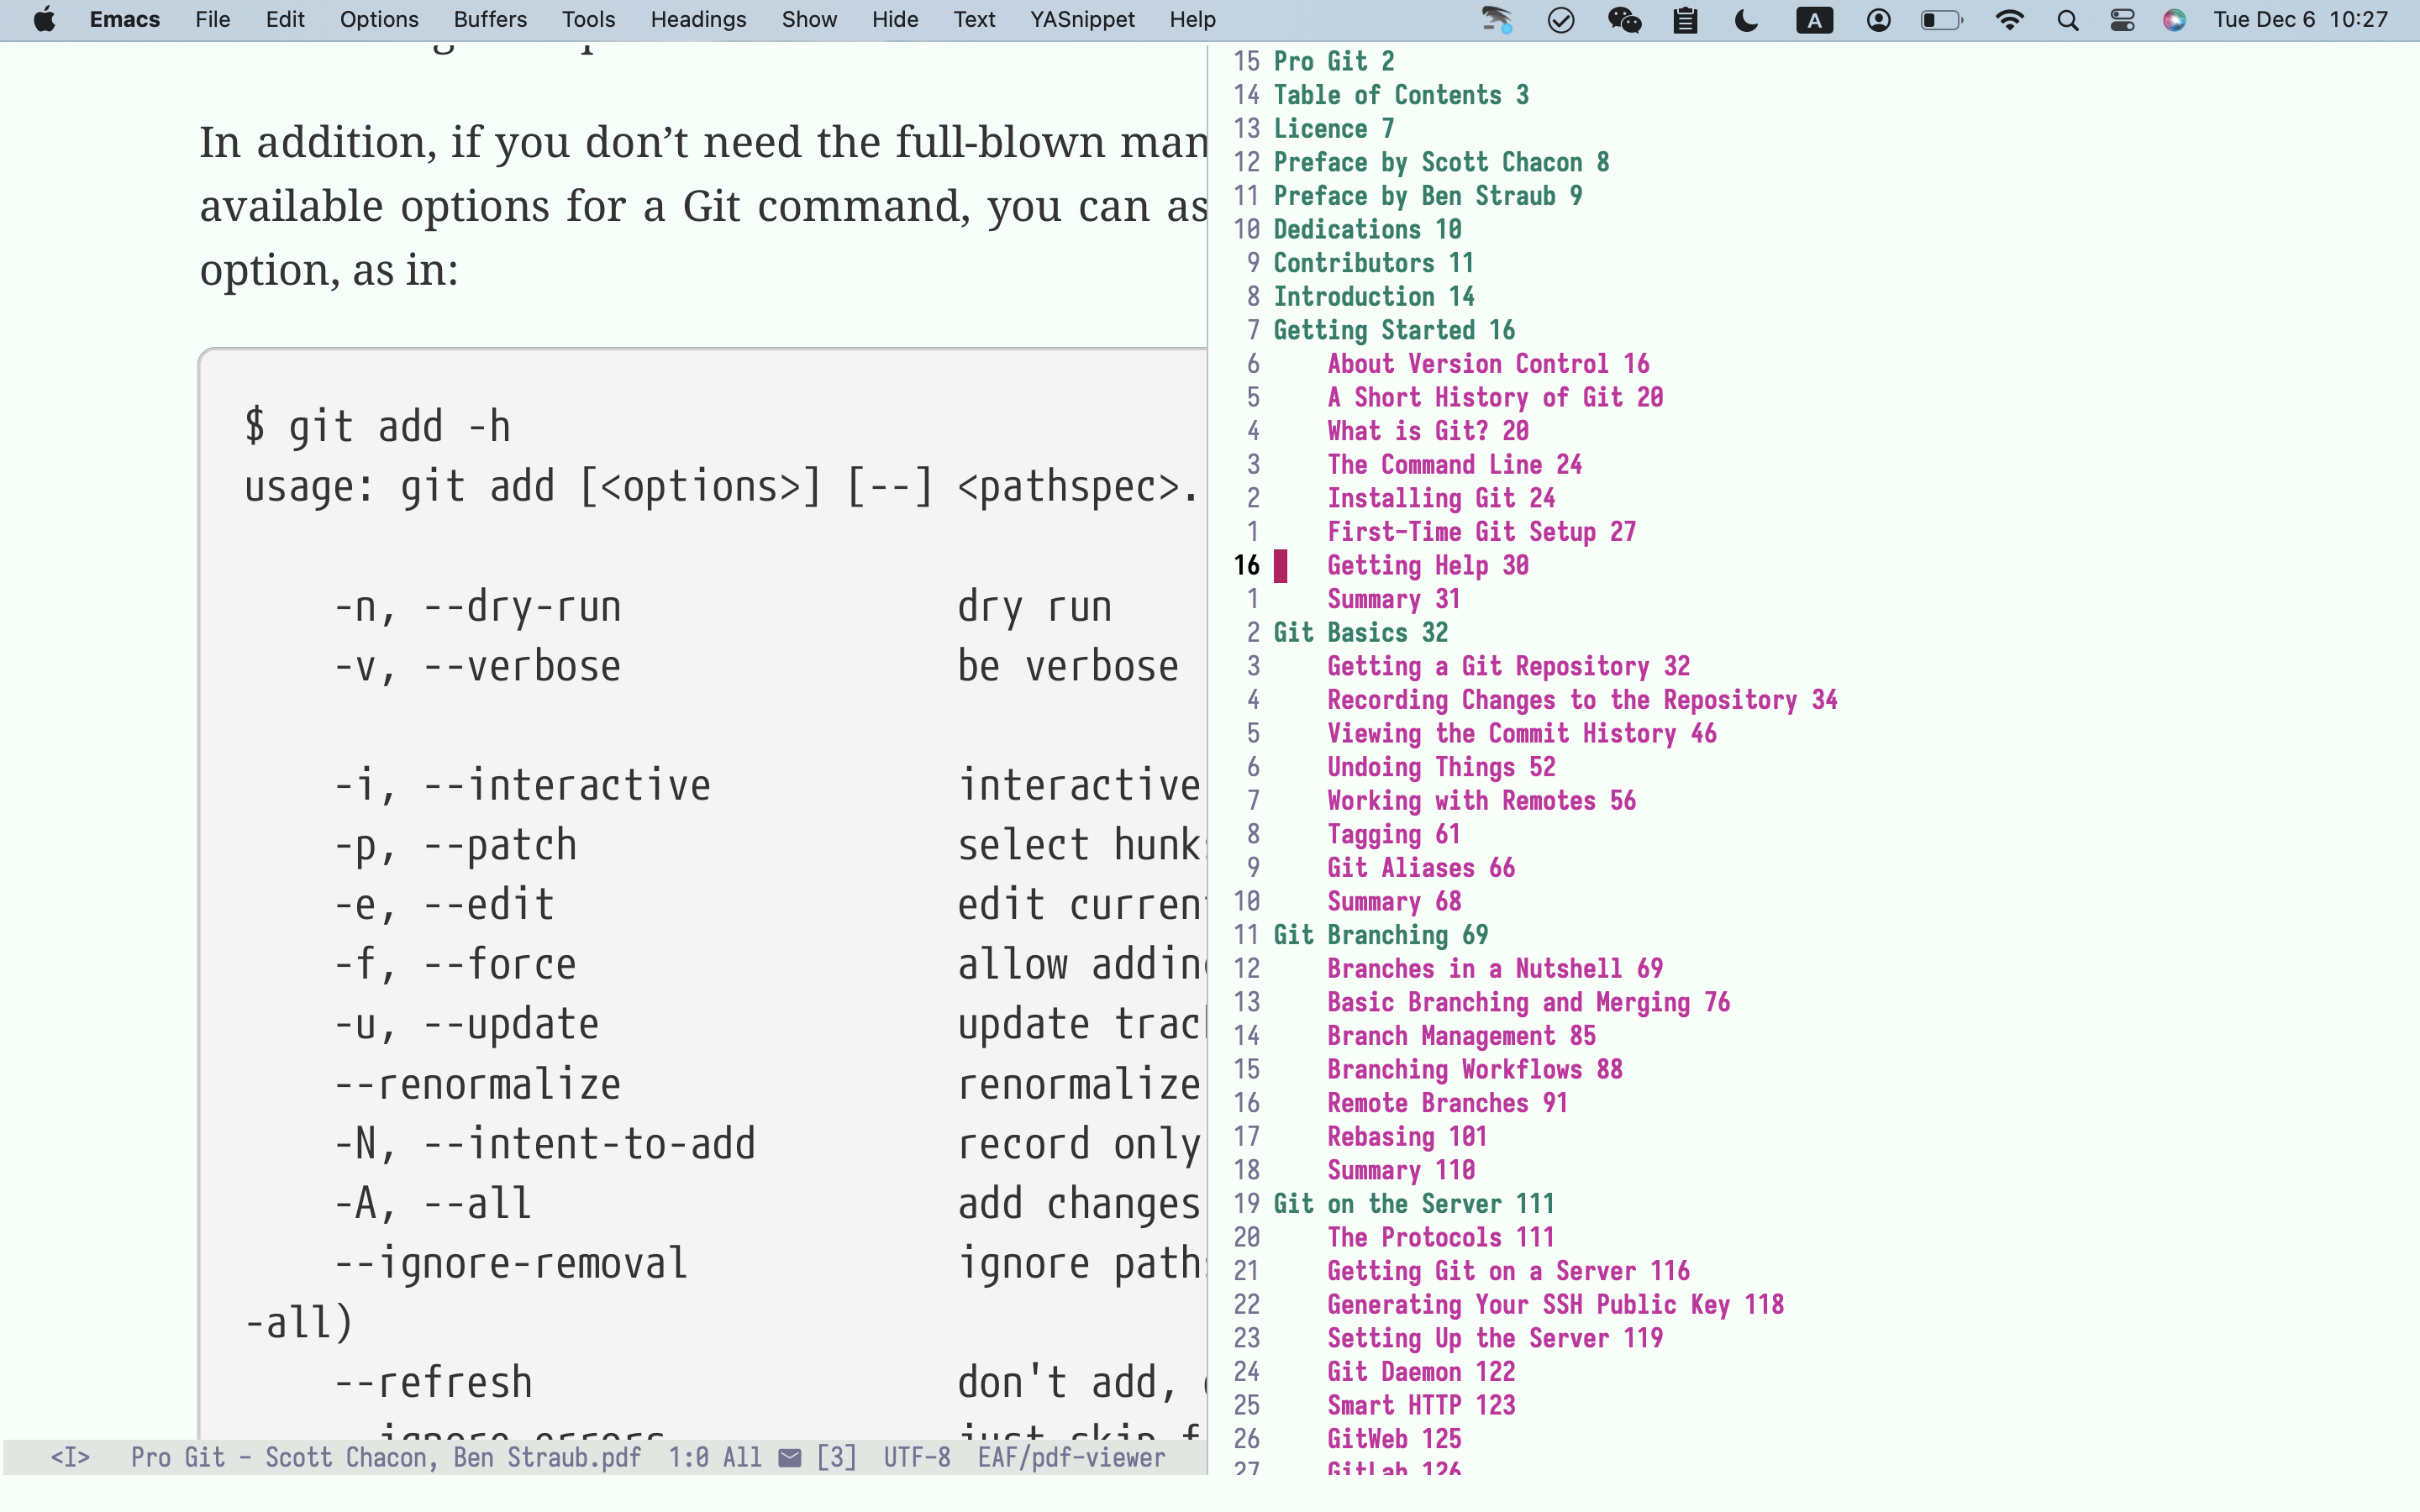 Emacs File Edit Options Buffers Tools Headings Show Hide Text YASnippet Help A Tue Dec 6 10:27
In addition, if you don’t need the full-blown man
available options for a Git command, you can as
option, as in:
$ git add -h
usage: git add [<options>] [--] <pathspec>.
-n, --dry-run dry run
-v, --verbose be verbose
-i, --interactive interactive
-p, --patch select hunk
-e, --edit edit curren
-f, --force allow addin
-u, --update update trac
--renormalize renormalize
-N, --intent-to-add record only
-A, --all add changes
--ignore-removal ignore path
-all)
--refresh don't add,
--ignore-errors just skip f
<I> Pro Git - Scott Chacon, Ben Straub.pdf 1:0 All [3] UTF-8 EAF/pdf-viewer
15 Pro Git 2
14 Table of Contents 3
13 Licence 7
12 Preface by Scott Chacon 8
11 Preface by Ben Straub 9
10 Dedications 10
9 Contributors 11
8 Introduction 14
7 Getting Started 16
6 About Version Control 16
5 A Short History of Git 20
4 What is Git? 20
3 The Command Line 24
2 Installing Git 24
1 First-Time Git Setup 27
16 Getting Help 30
1 Summary 31
2 Git Basics 32
3 Getting a Git Repository 32
4 Recording Changes to the Repository 34
5 Viewing the Commit History 46
6 Undoing Things 52
7 Working with Remotes 56
8 Tagging 61
9 Git Aliases 66
10 Summary 68
11 Git Branching 69
12 Branches in a Nutshell 69
13 Basic Branching and Merging 76
14 Branch Management 85
15 Branching Workflows 88
16 Remote Branches 91
17 Rebasing 101
18 Summary 110
19 Git on the Server 111
20 The Protocols 111
21 Getting Git on a Server 116
22 Generating Your SSH Public Key 118
23 Setting Up the Server 119
24 Git Daemon 122
25 Smart HTTP 123
26 GitWeb 125
27 GitLab 126